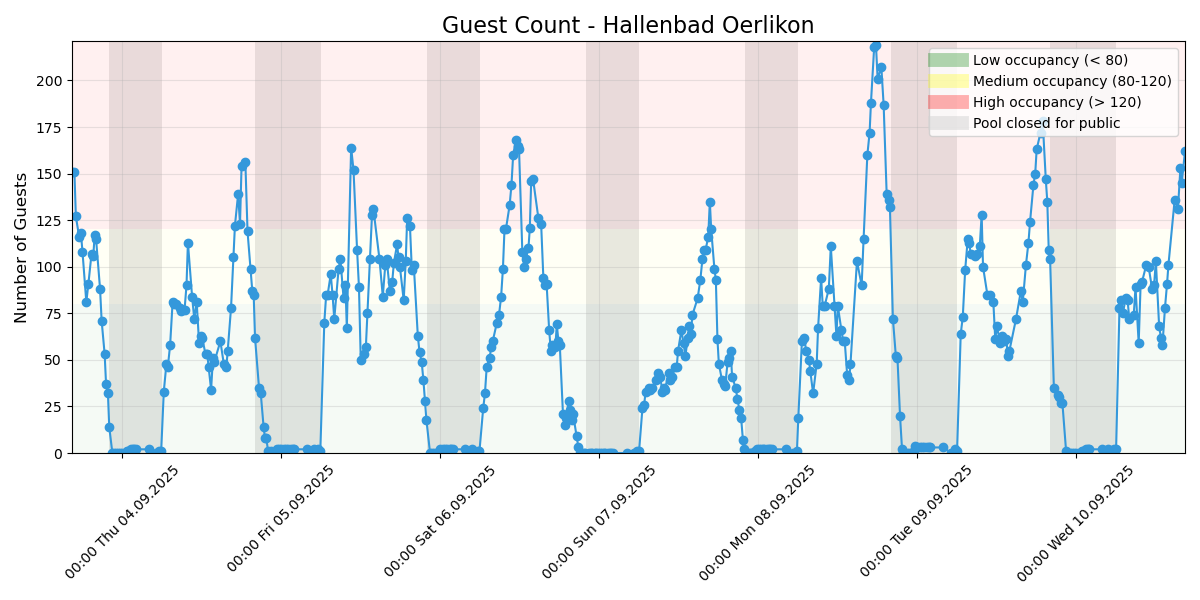 Guest Count - Hallenbad Oerlikon
Number of Guests
200
175
150
125
100
75
50
25
0
Low occupancy (< 80)
Medium occupancy (80-120)
High occupancy (> 120)
Pool closed for public
00:00 Thu 04.09.2025
00:00 Fri 05.09.2025
00:00 Sat 06.09.2025
00:00 Sun 07.09.2025
00:00 Mon 08.09.2025
00:00 Tue 09.09.2025
00:00 Wed 10.09.2025